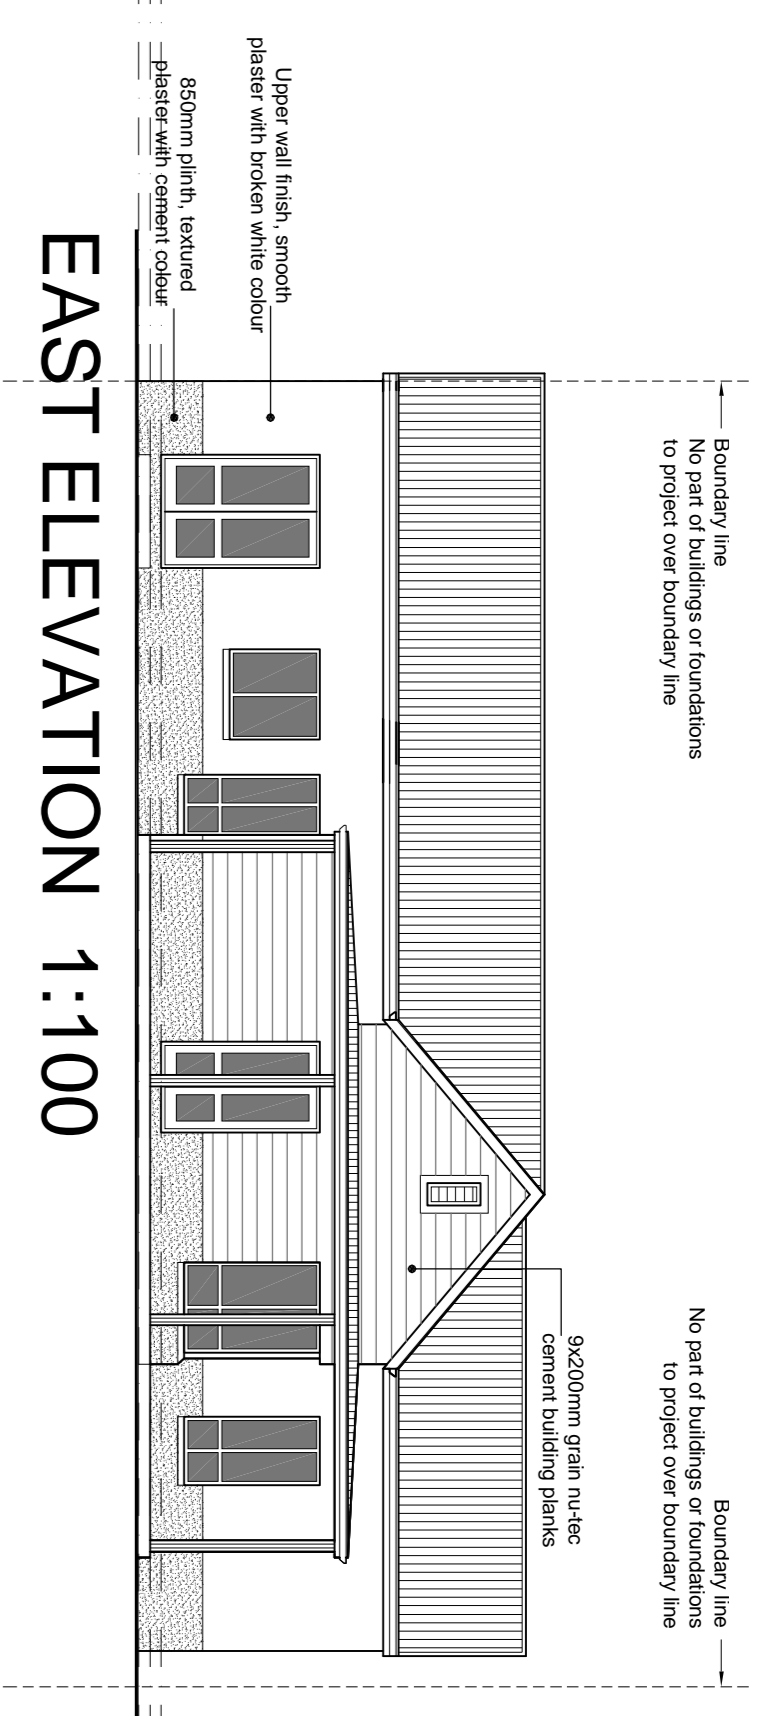 Boundary line
No part of buildings or foundations
to project over boundary line
Boundary line
No part of buildings or foundations
to project over boundary line
9x200mm grain nu-tec
cement building planks
Upper wall finish, smooth
plaster with broken white colour
850mm plinth, textured
plaster with cement colour
EAST ELEVATION 1:100